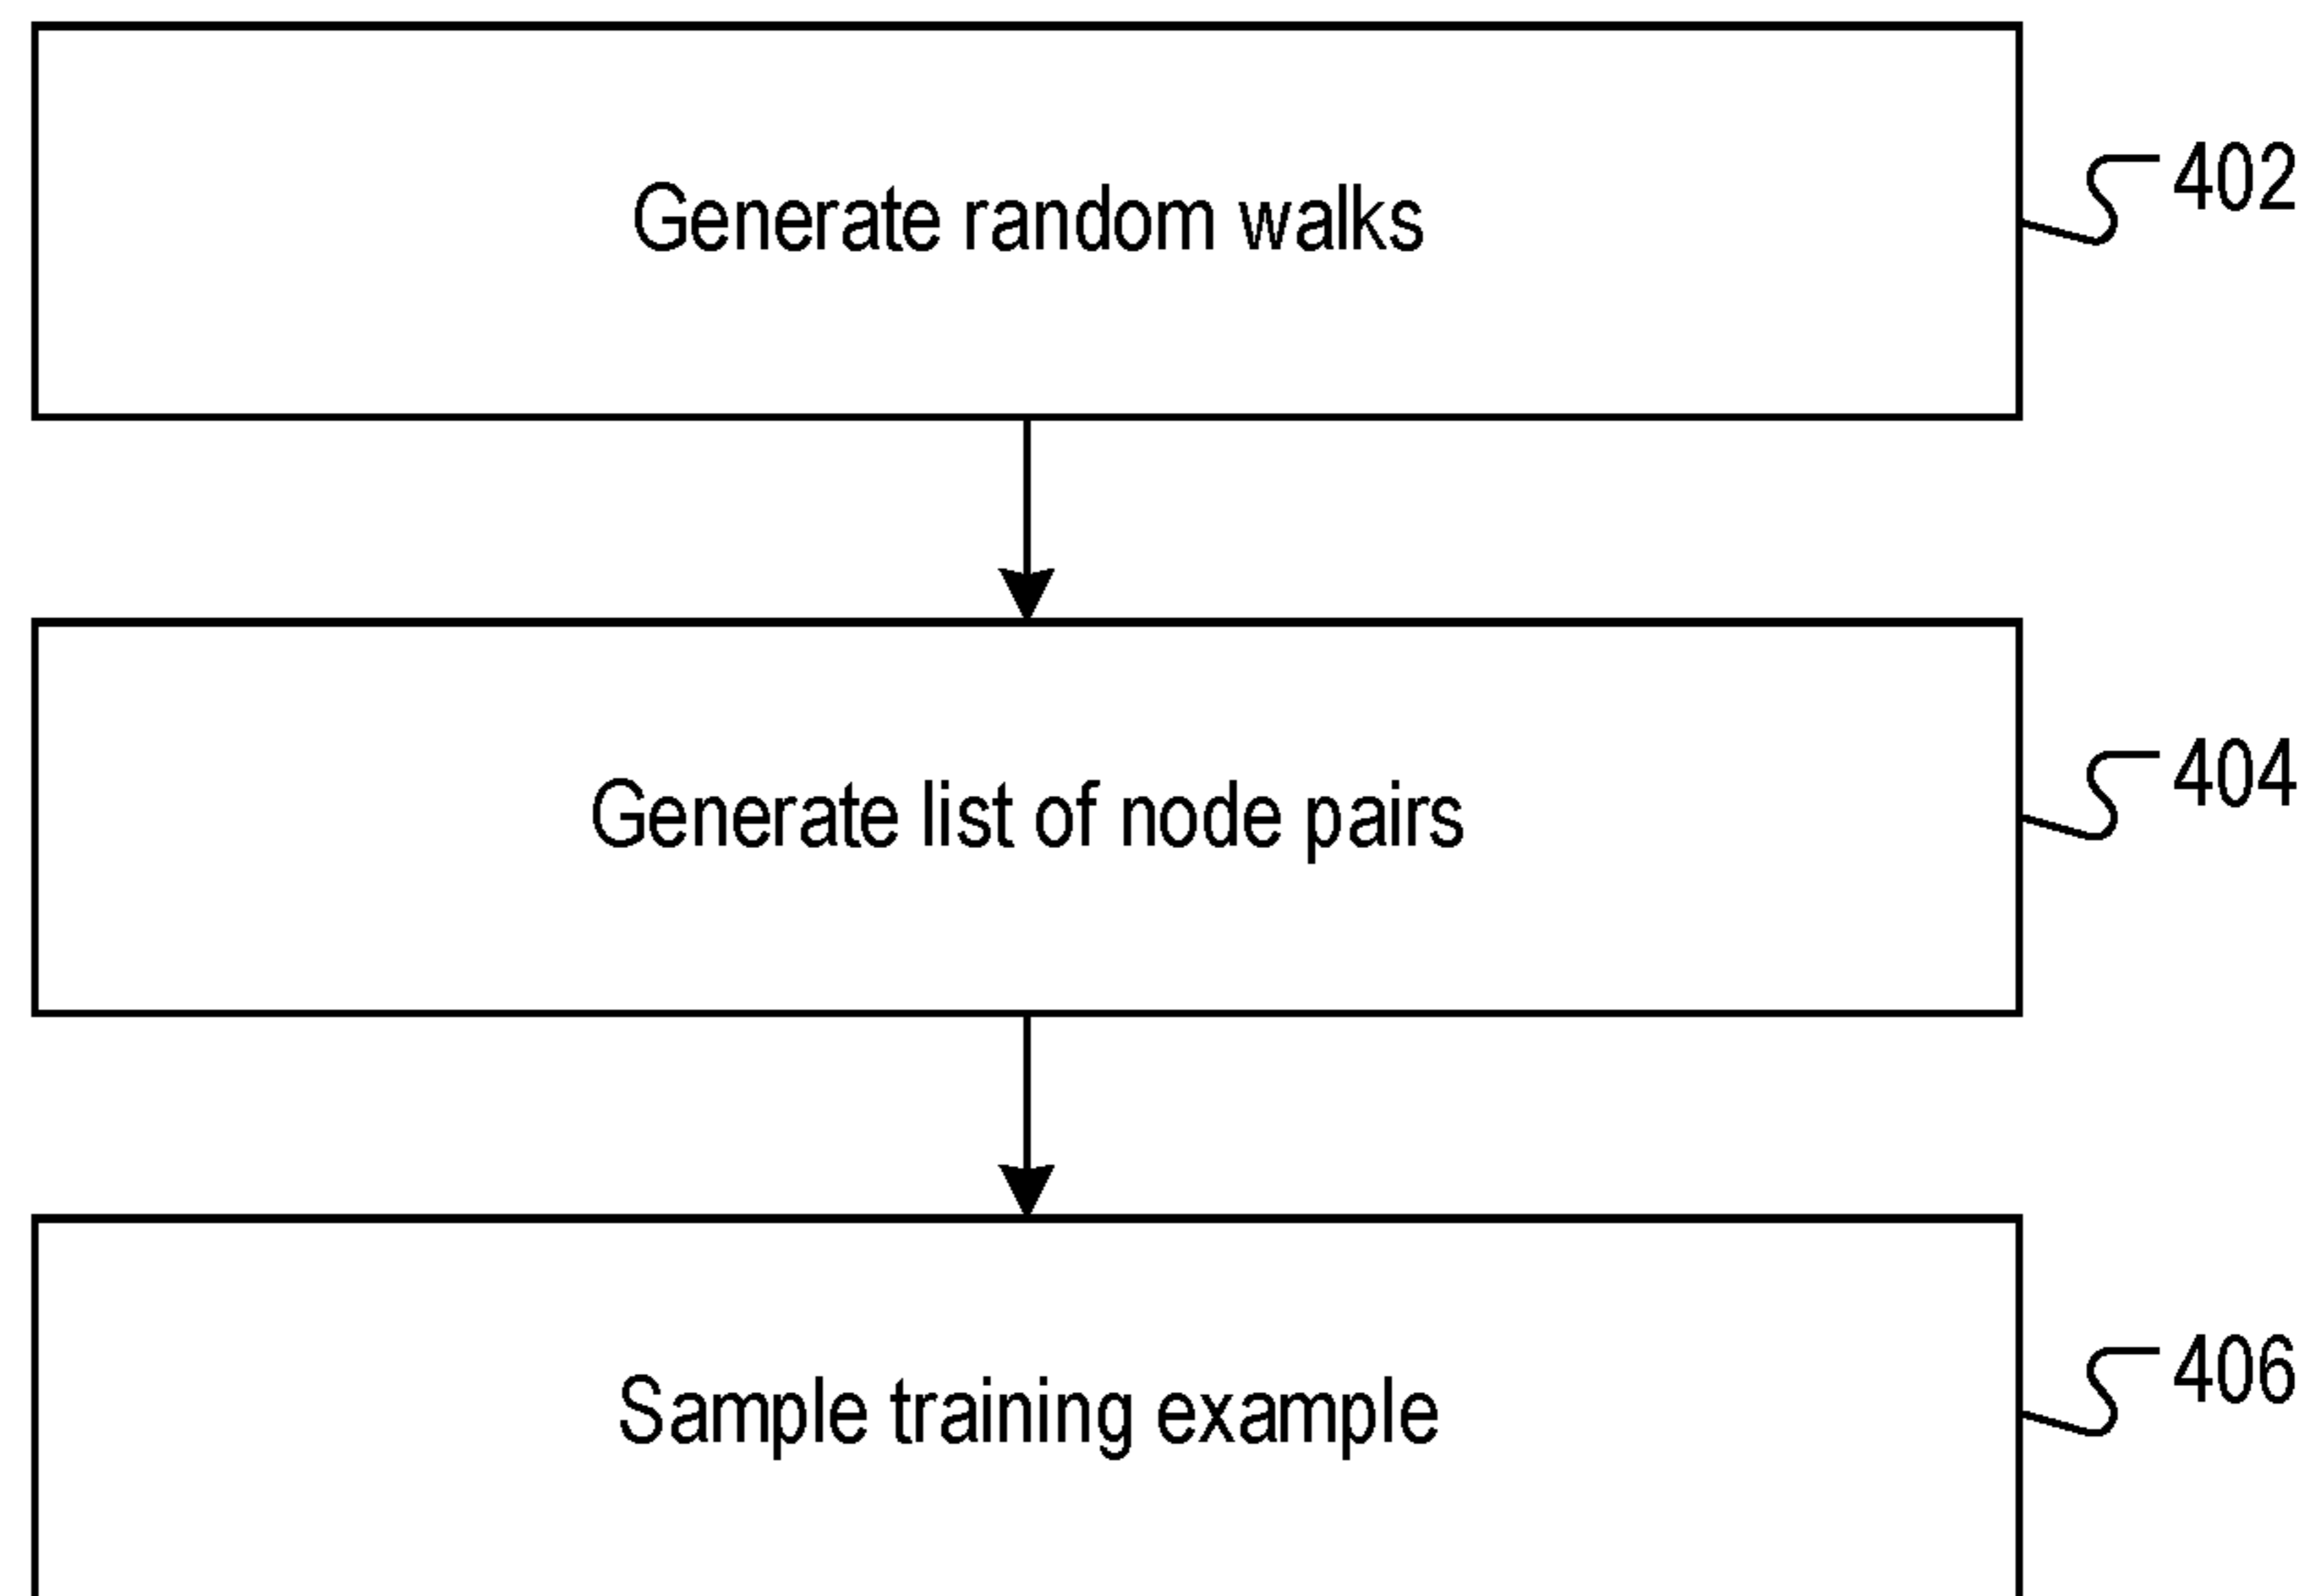 Generate random walks
402
Generate list of node pairs
404
Sample training example
406